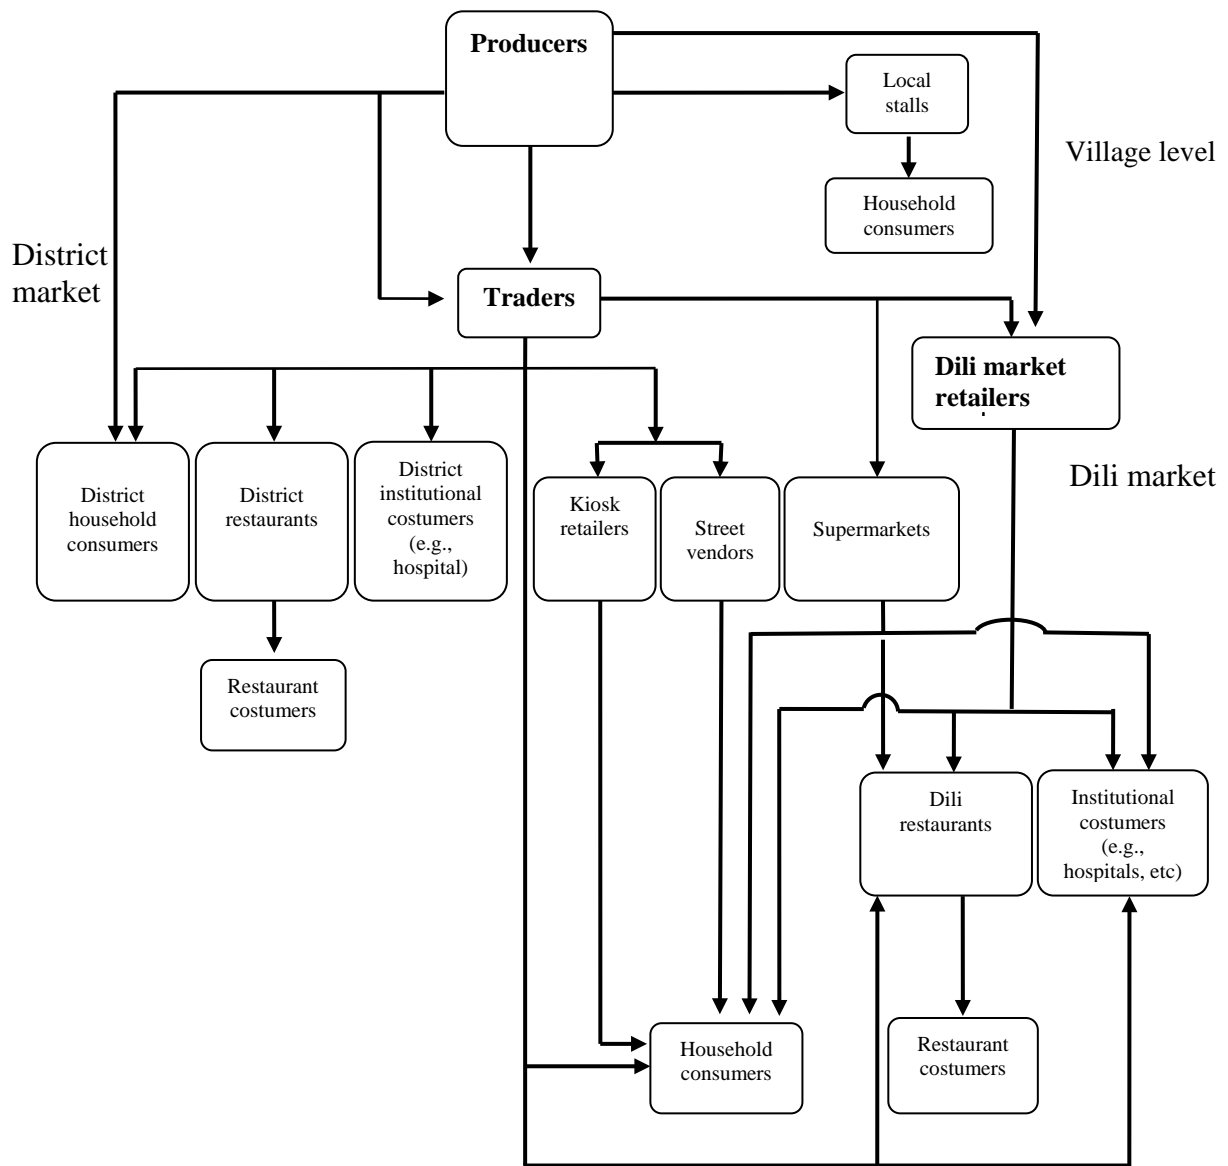 Producers
Local
stalls
Village level
Household
consumers
District
market
Traders
Dili market
retailers
Dili market
District
household
consumers
District
restaurants
District
institutional
costumers
(e.g.,
hospital)
Kiosk
retailers
Street
vendors
Supermarkets
Restaurant
costumers
Dili
restaurants
Institutional
costumers
(e.g.,
hospitals, etc)
Household
consumers
Restaurant
costumers